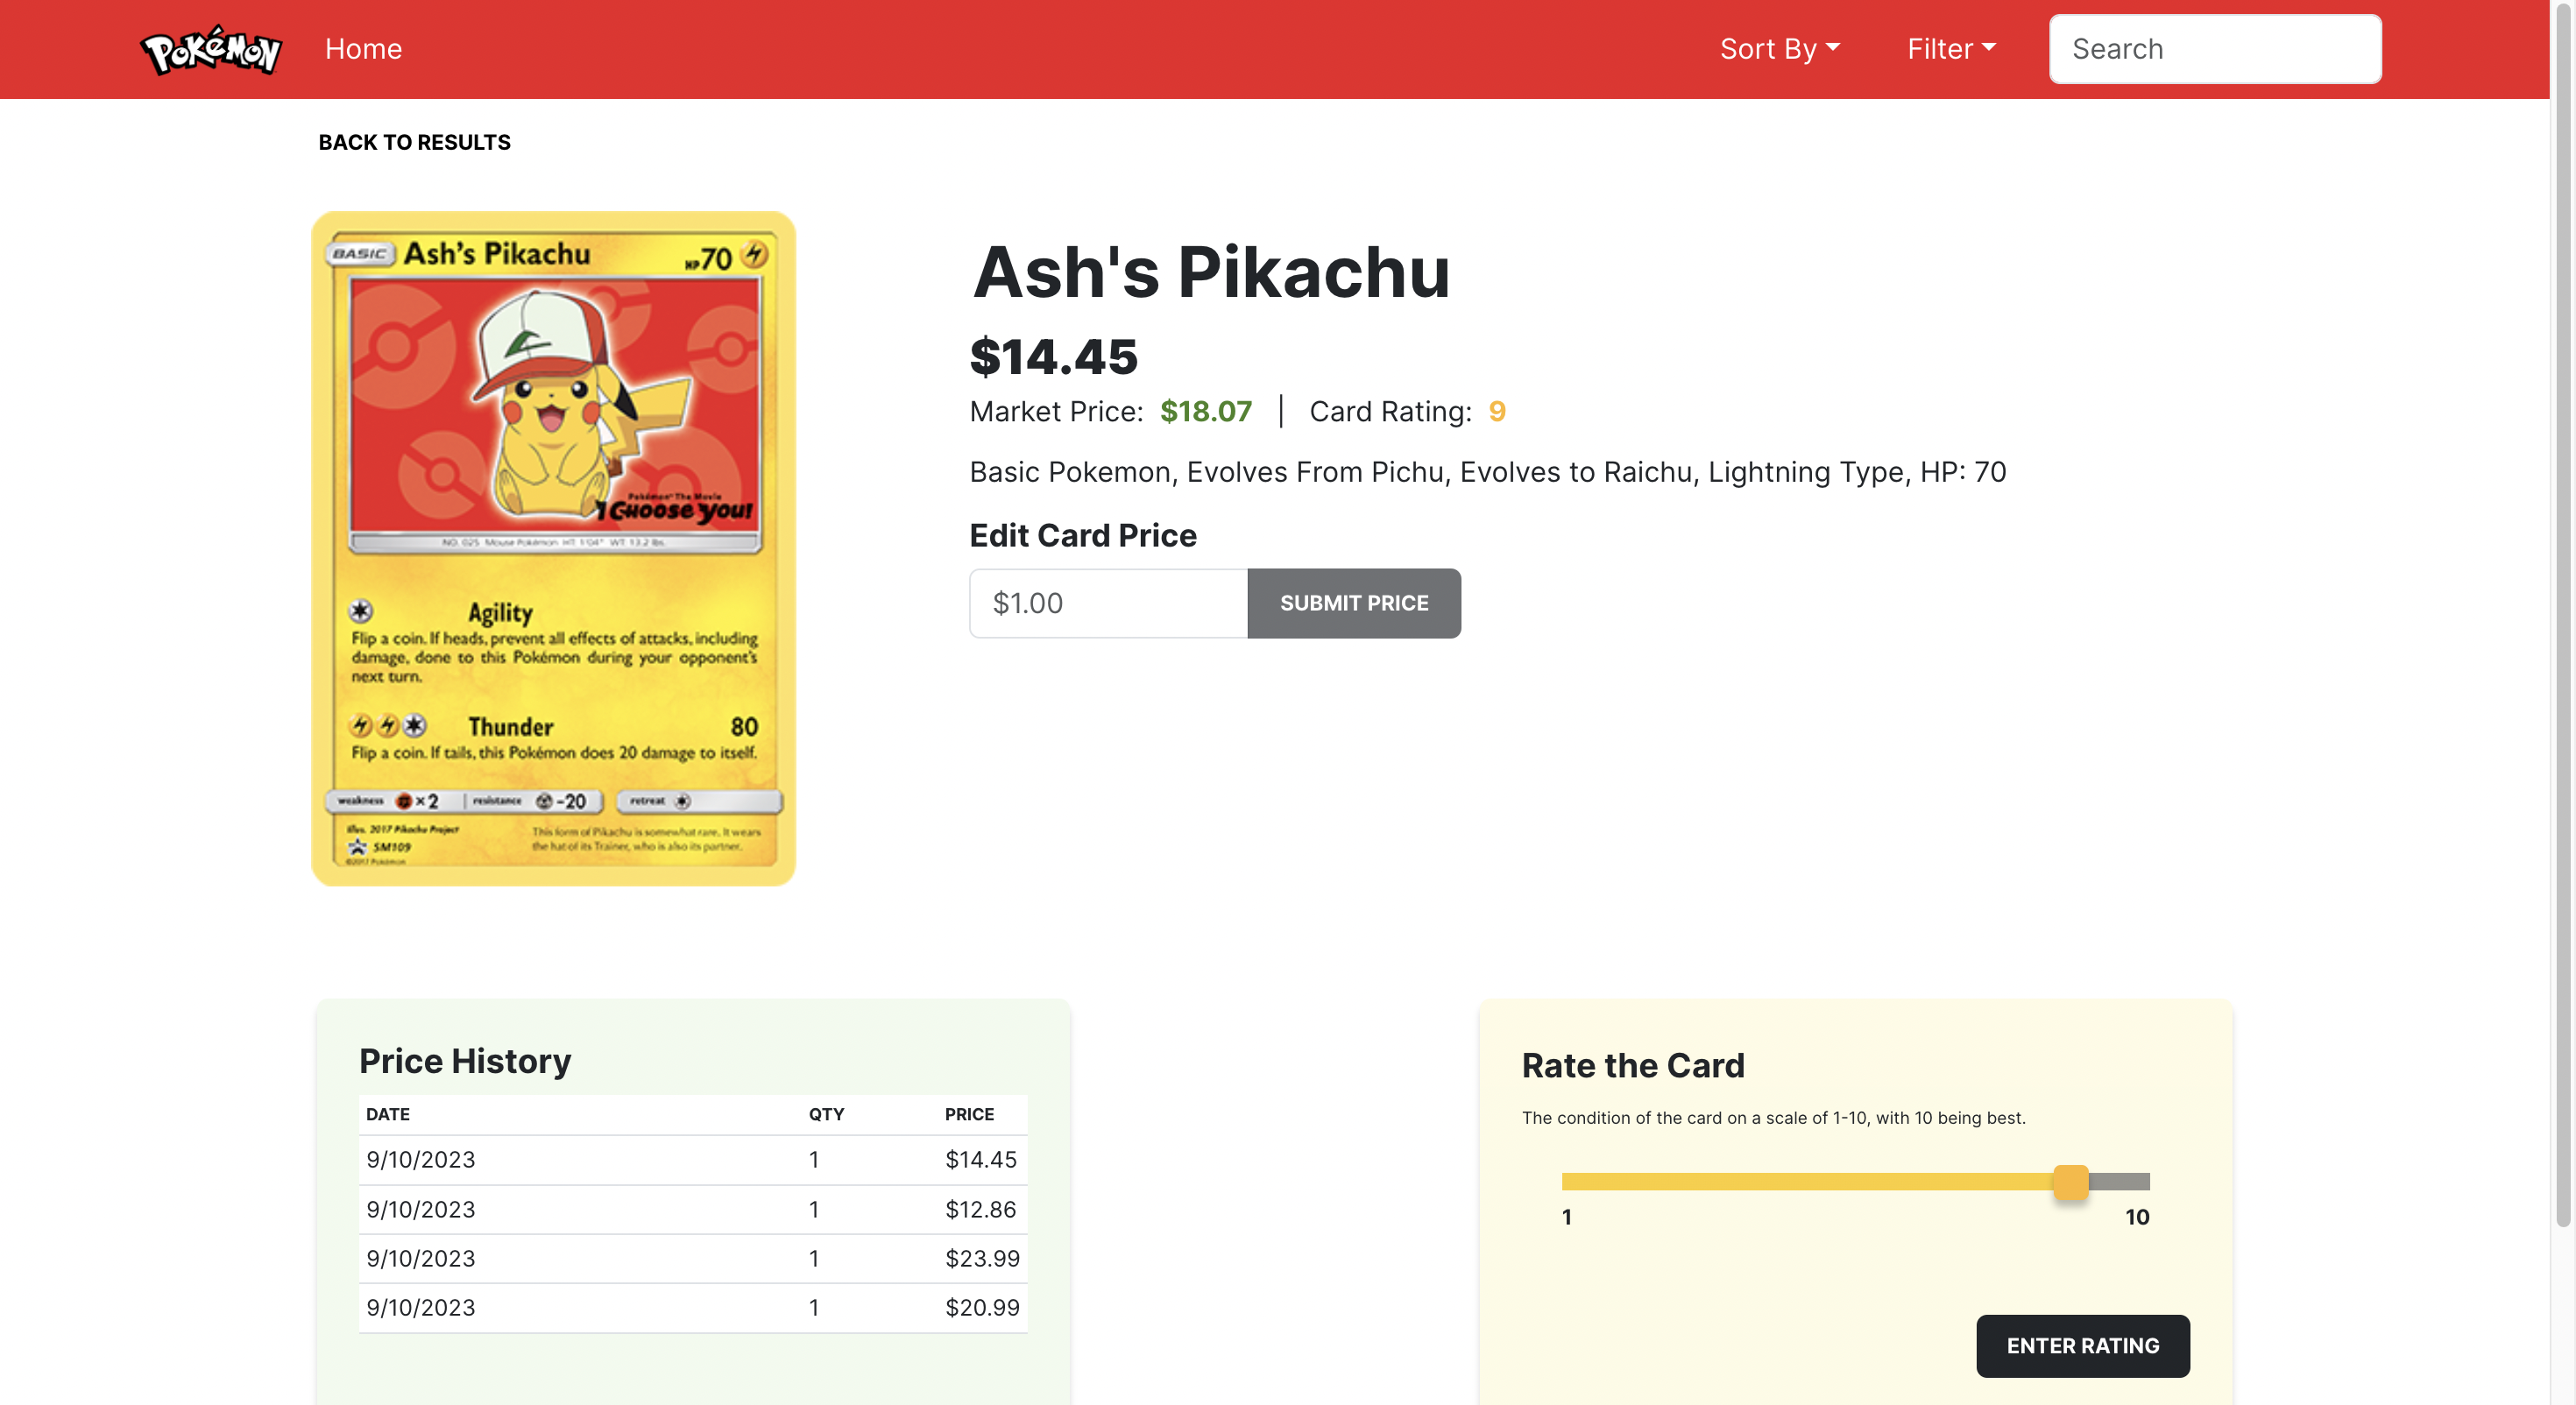 POKéMON
Home
Sort By
Filter
Search
BACK TO RESULTS
BASIC Ash's Pikachu HP 70
Pokémon The Movie
I Choose You!
NO. 025 Mouse Pokémon HT: 1'04" WT: 13.2 lbs.
Agility
Flip a coin. If heads, prevent all effects of attacks, including
damage, done to this Pokémon during your opponent's
next turn.
Thunder 80
Flip a coin. If tails, this Pokémon does 20 damage to itself.
weakness ×2 resistance -20 retreat
Illus. 2017 Pikachu Project
SM109
©2017 Pokémon
This form of Pikachu is somewhat rare. It wears
the hat of its Trainer, who is also its partner.
Ash's Pikachu
$14.45
Market Price: $18.07 | Card Rating: 9
Basic Pokemon, Evolves From Pichu, Evolves to Raichu, Lightning Type, HP: 70
Edit Card Price
$1.00
SUBMIT PRICE
Price History
DATE QTY PRICE
9/10/2023 1 $14.45
9/10/2023 1 $12.86
9/10/2023 1 $23.99
9/10/2023 1 $20.99
Rate the Card
The condition of the card on a scale of 1-10, with 10 being best.
1 10
ENTER RATING